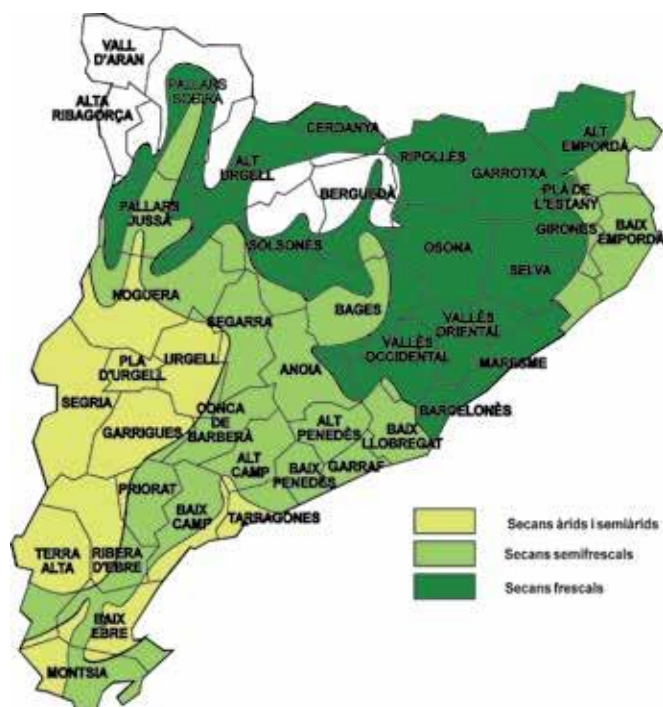 VALL
D'ARAN
PALLARS
SOBIRÀ
ALTA
RIBAGORÇA
CERDANYA
ALT
URGELL
RIPOLLÈS
GARROTXA
ALT
EMPORDÀ
BERGUEDÀ
PLA DE
L'ESTANY
PALLARS
JUSSÀ
GIRONÈS
BAIX
EMPORDÀ
SOLSONÈS
OSONA
SELVA
NOGUERA
SEGARRA
BAGES
VALLÈS
ORIENTAL
VALLÈS
OCCIDENTAL
MARESME
PLA
D'URGELL
URGELL
ANOIA
SEGRIA
BARCELONÈS
GARRIGUES
CONCA
DE
BARBERÀ
ALT
PENEDÈS
BAIX
LLOBREGAT
ALT
CAMP
BAIX
PENEDÈS
GARRAF
PRIORAT
BAIX
CAMP
TARRAGONÈS
TERRA
ALTA
RIBERA
D'EBRE
BAIX
EBRE
MONTSIA
Secans àrids i semiàrids
Secans semifrescals
Secans frescals